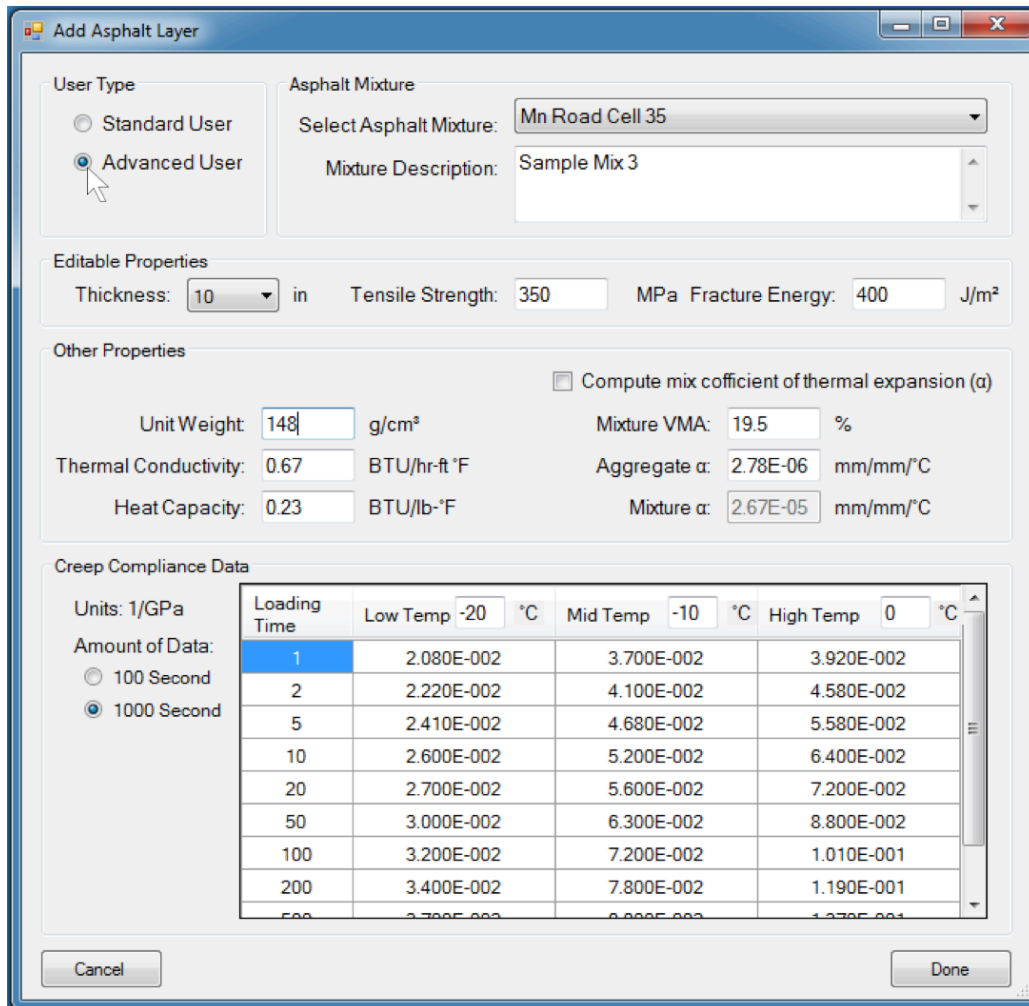 Add Asphalt Layer
User Type
Standard User
Advanced User
Asphalt Mixture
Select Asphalt Mixture: Mn Road Cell 35
Mixture Description: Sample Mix 3
Editable Properties
Thickness: 10 in Tensile Strength: 350 MPa Fracture Energy: 400 J/m²
Other Properties
Compute mix cofficient of thermal expansion (α)
Unit Weight: 148 g/cm³ Mixture VMA: 19.5 %
Thermal Conductivity: 0.67 BTU/hr-ft °F Aggregate α: 2.78E-06 mm/mm/°C
Heat Capacity: 0.23 BTU/lb-°F Mixture α: 2.67E-05 mm/mm/°C
Creep Compliance Data
Units: 1/GPa
Amount of Data:
100 Second
1000 Second
Loading Time Low Temp -20 °C Mid Temp -10 °C High Temp 0 °C
1 2.080E-002 3.700E-002 3.920E-002
2 2.220E-002 4.100E-002 4.580E-002
5 2.410E-002 4.680E-002 5.580E-002
10 2.600E-002 5.200E-002 6.400E-002
20 2.700E-002 5.600E-002 7.200E-002
50 3.000E-002 6.300E-002 8.800E-002
100 3.200E-002 7.200E-002 1.010E-001
200 3.400E-002 7.800E-002 1.190E-001
Cancel Done